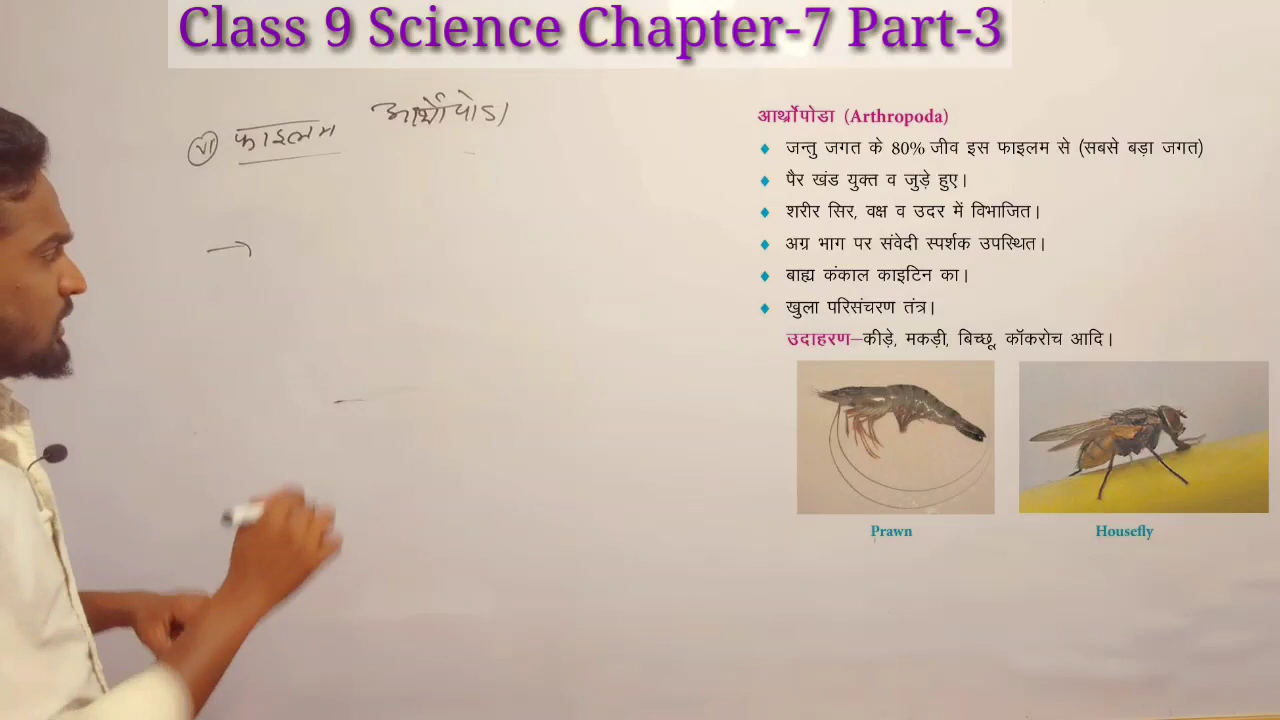 Class 9 Science Chapter-7 Part-3
(VI) फाइलम आर्थोपोडा
आर्थ्रोपोडा (Arthropoda)
♦ जन्तु जगत के 80% जीव इस फाइलम से (सबसे बड़ा जगत)
♦ पैर खंड युक्त व जुड़े हुए।
♦ शरीर सिर, वक्ष व उदर में विभाजित।
♦ अग्र भाग पर संवेदी स्पर्शक उपस्थित।
♦ बाह्य कंकाल काइटिन का।
♦ खुला परिसंचरण तंत्र।
उदाहरण–कीड़े, मकड़ी, बिच्छू, कॉकरोच आदि।
Prawn Housefly